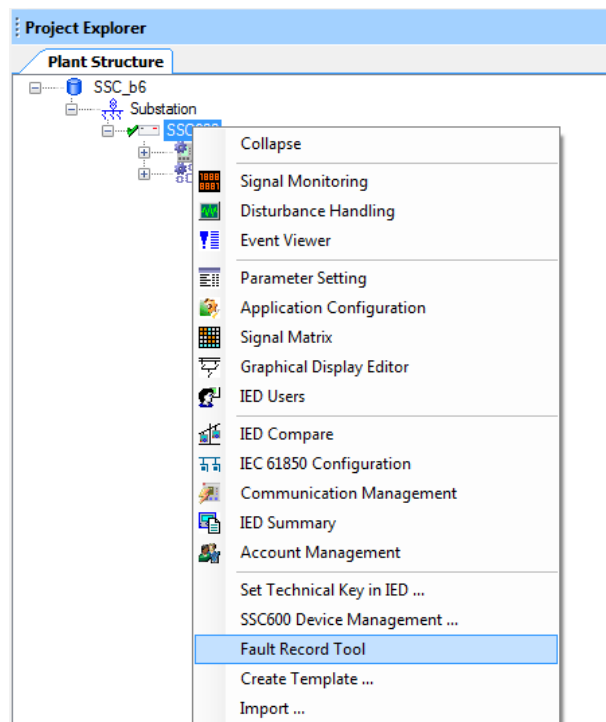 Project Explorer
Plant Structure
SSC_b6
Substation
Collapse
Signal Monitoring
Disturbance Handling
Event Viewer
Parameter Setting
Application Configuration
Signal Matrix
Graphical Display Editor
IED Users
IED Compare
IEC 61850 Configuration
Communication Management
IED Summary
Account Management
Set Technical Key in IED ...
SSC600 Device Management ...
Fault Record Tool
Create Template ...
Import ...